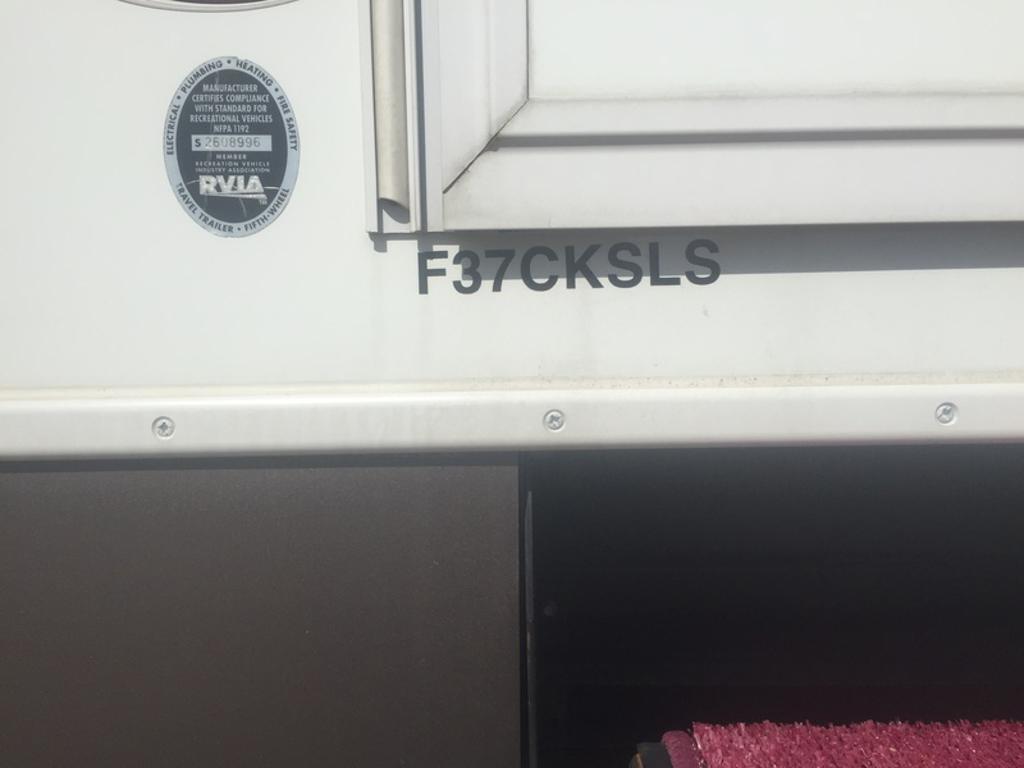 ELECTRICAL • PLUMBING • HEATING • FIRE SAFETY
MANUFACTURER
CERTIFIES COMPLIANCE
WITH STANDARD FOR
RECREATIONAL VEHICLES
NFPA 1192
S 2608996
MEMBER
RECREATION VEHICLE
INDUSTRY ASSOCIATION
RVIA
TM
TRAVEL TRAILER • FIFTH-WHEEL
F37CKSLS